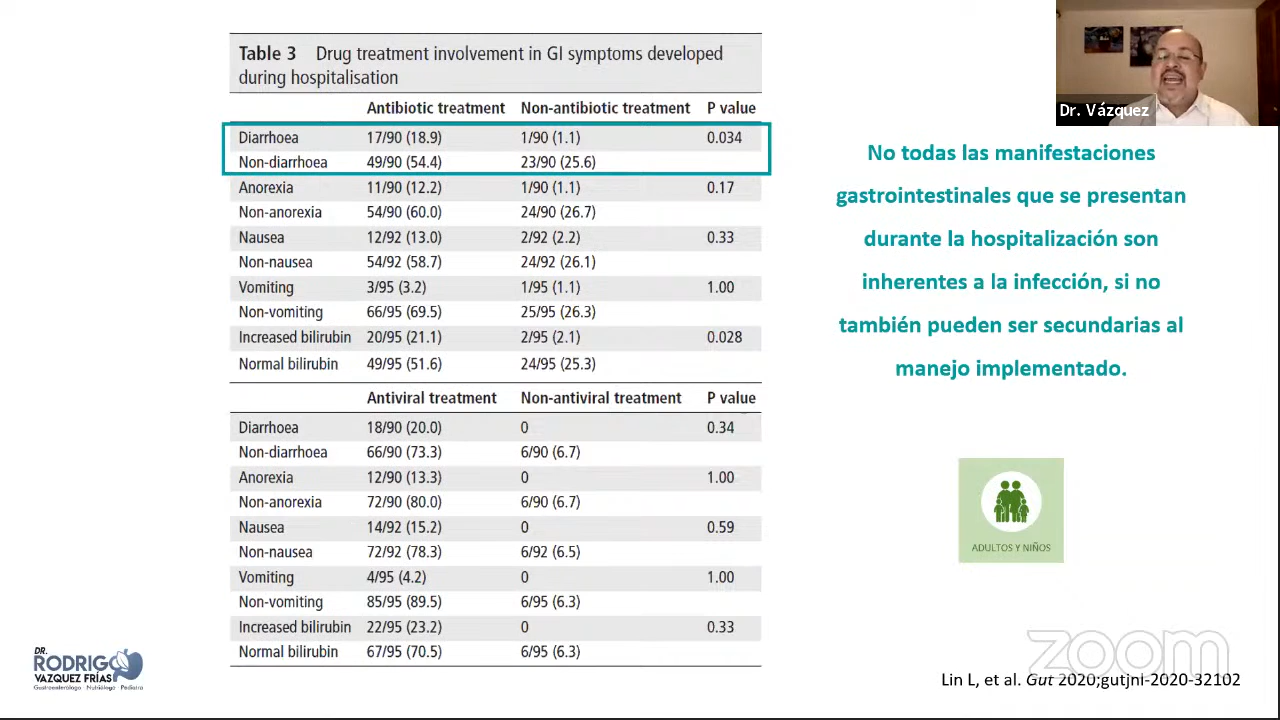 Table 3 Drug treatment involvement in GI symptoms developed
during hospitalisation
Antibiotic treatment Non-antibiotic treatment P value
Diarrhoea 17/90 (18.9) 1/90 (1.1) 0.034
Non-diarrhoea 49/90 (54.4) 23/90 (25.6)
Anorexia 11/90 (12.2) 1/90 (1.1) 0.17
Non-anorexia 54/90 (60.0) 24/90 (26.7)
Nausea 12/92 (13.0) 2/92 (2.2) 0.33
Non-nausea 54/92 (58.7) 24/92 (26.1)
Vomiting 3/95 (3.2) 1/95 (1.1) 1.00
Non-vomiting 66/95 (69.5) 25/95 (26.3)
Increased bilirubin 20/95 (21.1) 2/95 (2.1) 0.028
Normal bilirubin 49/95 (51.6) 24/95 (25.3)
Antiviral treatment Non-antiviral treatment P value
Diarrhoea 18/90 (20.0) 0 0.34
Non-diarrhoea 66/90 (73.3) 6/90 (6.7)
Anorexia 12/90 (13.3) 0 1.00
Non-anorexia 72/90 (80.0) 6/90 (6.7)
Nausea 14/92 (15.2) 0 0.59
Non-nausea 72/92 (78.3) 6/92 (6.5)
Vomiting 4/95 (4.2) 0 1.00
Non-vomiting 85/95 (89.5) 6/95 (6.3)
Increased bilirubin 22/95 (23.2) 0 0.33
Normal bilirubin 67/95 (70.5) 6/95 (6.3)
Dr. Vázquez
No todas las manifestaciones
gastrointestinales que se presentan
durante la hospitalización son
inherentes a la infección, si no
también pueden ser secundarias al
manejo implementado.
ADULTOS Y NIÑOS
DR.
RODRIGO
VAZQUEZ FRÍAS
Gastroenterólogo Nutriólogo Pediatra
zoom
Lin L, et al. Gut 2020;gutjnl-2020-32102